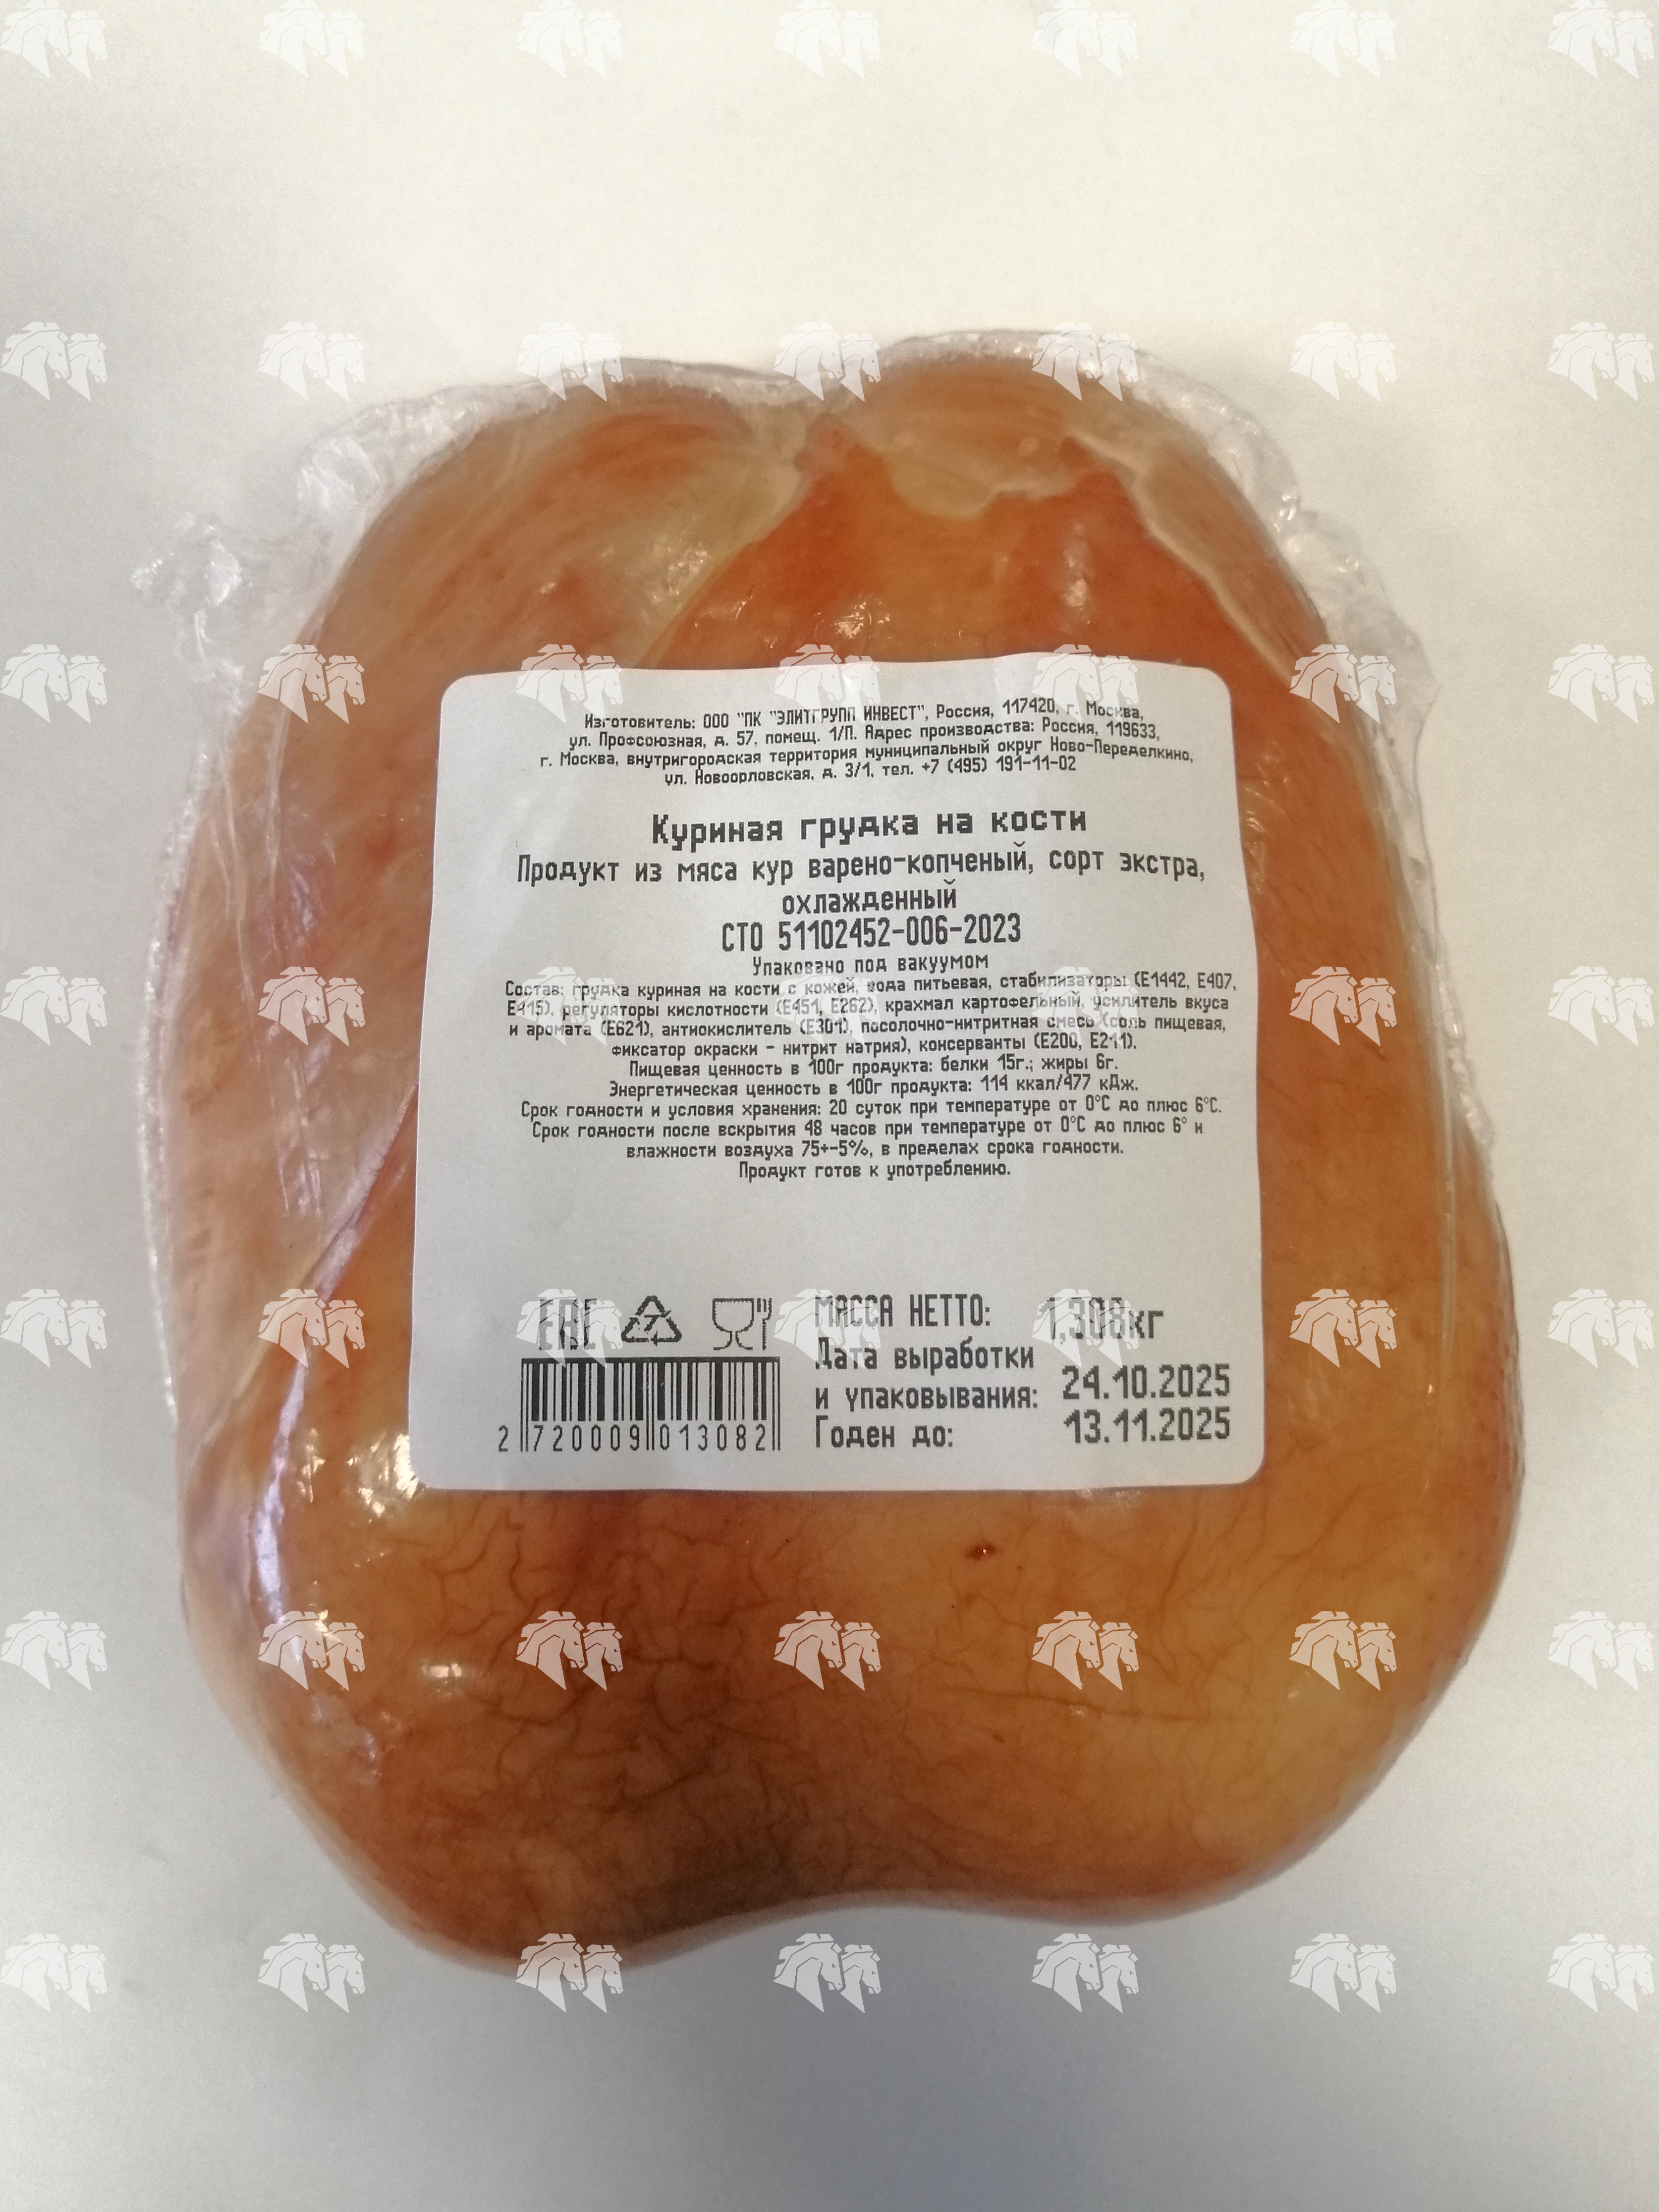 Изготовитель: ООО "ПК "ЭЛИТГРУПП ИНВЕСТ", Россия, 117420, г. Москва,
ул. Профсоюзная, д. 57, помещ. 1/П. Адрес производства: Россия, 119633,
г. Москва, внутригородская территория муниципальный округ Ново-Переделкино,
ул. Новоорловская, д. 3/1, тел. +7 (495) 191-11-02
Куриная грудка на кости
Продукт из мяса кур варено-копченый, сорт экстра,
охлажденный
СТО 51102452-006-2023
Упаковано под вакуумом
Состав: грудка куриная на кости с кожей, вода питьевая, стабилизаторы (Е1442, Е407,
Е415), регуляторы кислотности (Е451, Е262), крахмал картофельный, усилитель вкуса
и аромата (Е621), антиокислитель (Е301), посолочно-нитритная смесь (соль пищевая,
фиксатор окраски - нитрит натрия), консерванты (Е200, Е211).
Пищевая ценность в 100г продукта: белки 15г.; жиры 6г.
Энергетическая ценность в 100г продукта: 114 ккал/477 кДж.
Срок годности и условия хранения: 20 суток при температуре от 0°С до плюс 6°С.
Срок годности после вскрытия 48 часов при температуре от 0°С до плюс 6° и
влажности воздуха 75+-5%, в пределах срока годности.
Продукт готов к употреблению.
ЕАС 7 МАССА НЕТТО: 1,308кг
Дата выработки
и упаковывания: 24.10.2025
Годен до: 13.11.2025
2 720009 013082